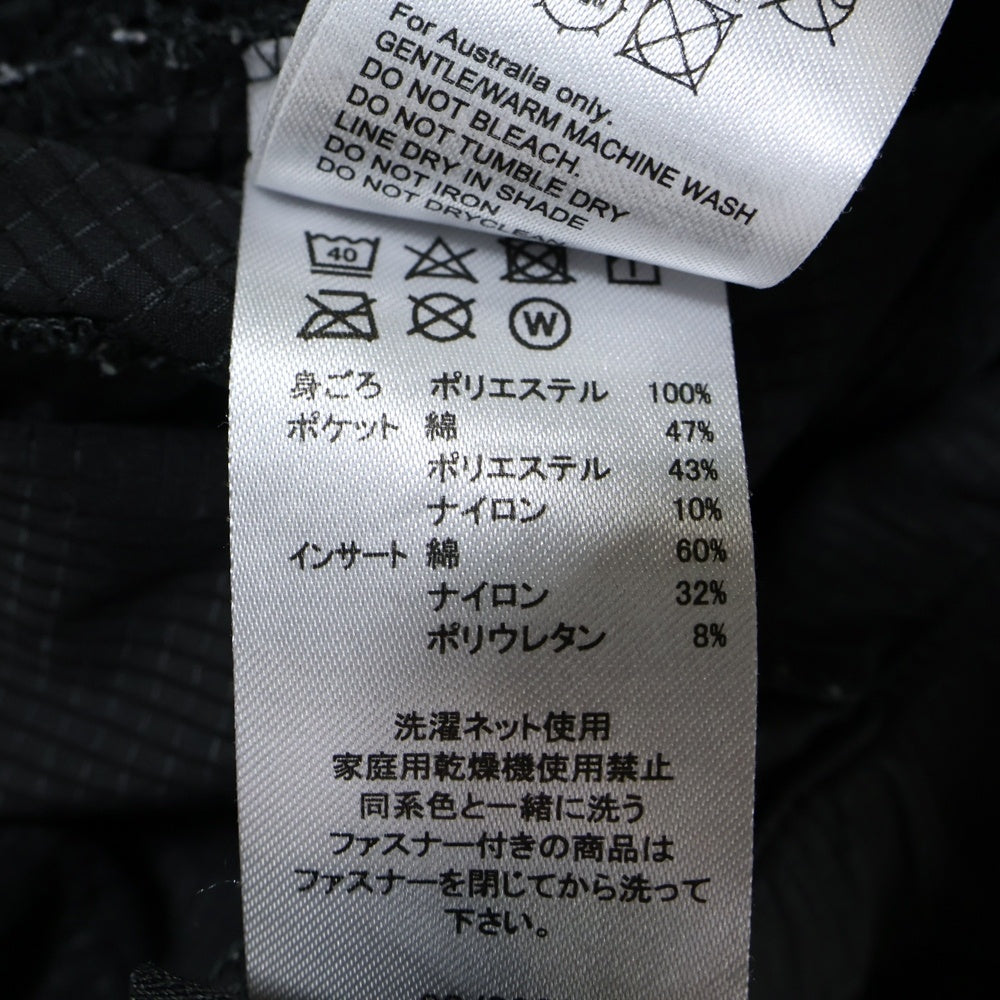 For Australia only.
GENTLE/WARM MACHINE WASH
DO NOT BLEACH.
DO NOT TUMBLE DRY
LINE DRY IN SHADE
DO NOT IRON
DO NOT DRYCLEAN
40
W
身ごろ ポリエステル 100%
ポケット 綿 47%
ポリエステル 43%
ナイロン 10%
インサート 綿 60%
ナイロン 32%
ポリウレタン 8%
洗濯ネット使用
家庭用乾燥機使用禁止
同系色と一緒に洗う
ファスナー付きの商品は
ファスナーを閉じてから洗って
下さい。